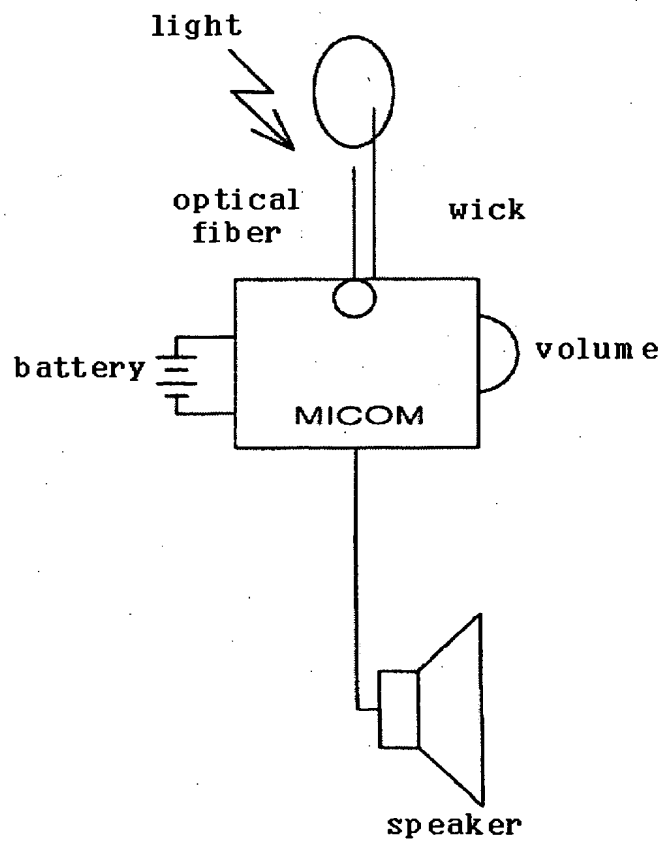 light
optical
fiber
wick
battery
volume
MICOM
speaker